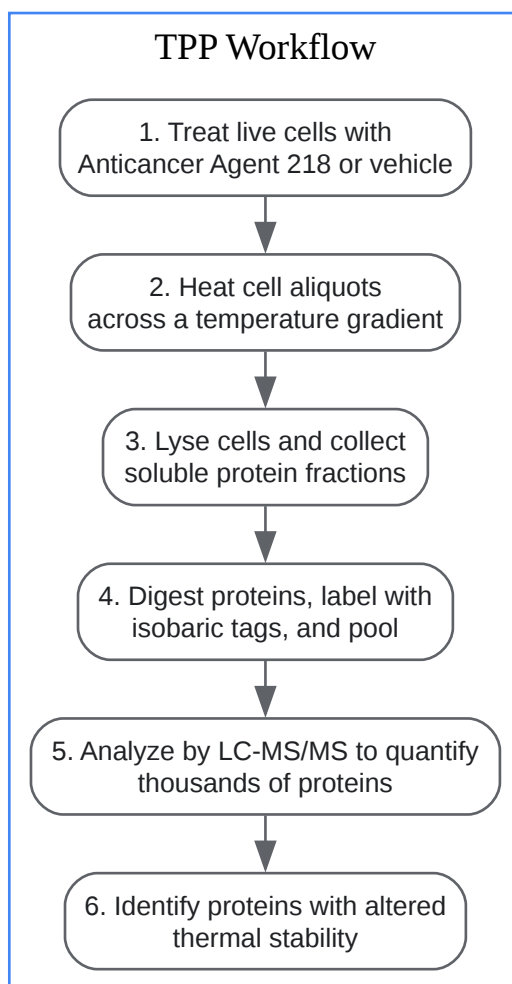 TPP Workflow
1. Treat live cells with
Anticancer Agent 218 or vehicle
2. Heat cell aliquots
across a temperature gradient
3. Lyse cells and collect
soluble protein fractions
4. Digest proteins, label with
isobaric tags, and pool
5. Analyze by LC-MS/MS to quantify
thousands of proteins
6. Identify proteins with altered
thermal stability